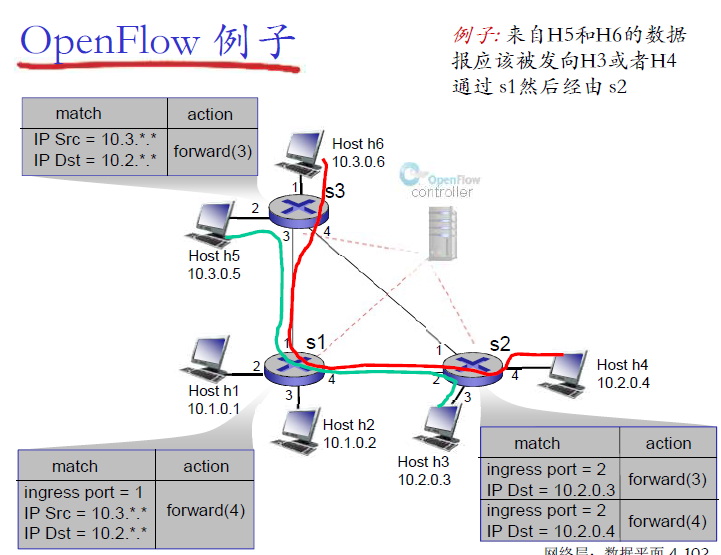 OpenFlow 例子
例子: 来自H5和H6的数据
报应该被发向H3或者H4
通过 s1然后经由 s2
match action
IP Src = 10.3.*.*
IP Dst = 10.2.*.*
forward(3)
Host h6
10.3.0.6
1
s3
2
3
4
OpenFlow
controller
Host h5
10.3.0.5
1
s1
2
4
3
Host h1
10.1.0.1
Host h2
10.1.0.2
s2
1
2
4
3
Host h4
10.2.0.4
Host h3
10.2.0.3
match action
ingress port = 1
IP Src = 10.3.*.*
IP Dst = 10.2.*.*
forward(4)
match action
ingress port = 2
IP Dst = 10.2.0.3
forward(3)
ingress port = 2
IP Dst = 10.2.0.4
forward(4)
网络层：数据平面 4-103